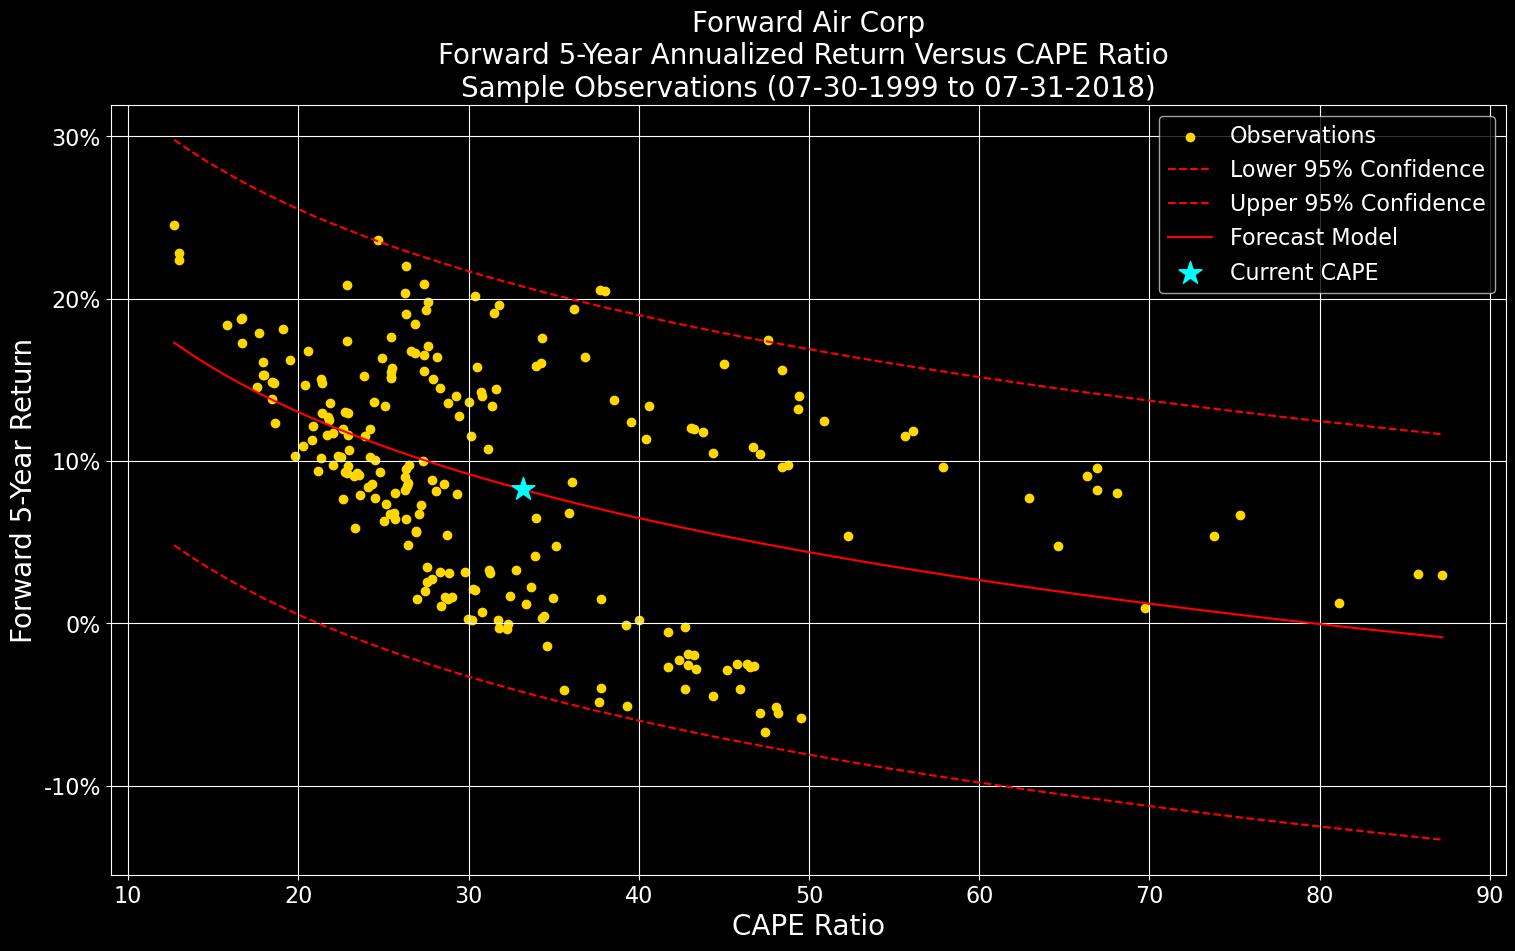 Forward Air Corp
Forward 5-Year Annualized Return Versus CAPE Ratio
Sample Observations (07-30-1999 to 07-31-2018)
Observations
Lower 95% Confidence
Upper 95% Confidence
Forecast Model
Current CAPE
Forward 5-Year Return
30%
20%
10%
0%
-10%
10 20 30 40 50 60 70 80 90
CAPE Ratio